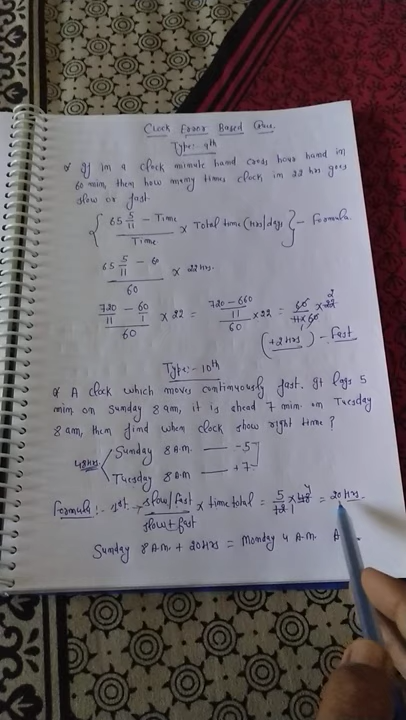 Clock Error Based Ques.
Type:- 9th
Q If in a clock minute hand cross hour hand in
60 min, then how many times clock in 22 hrs goes
slow or fast.
{ (65 5/11 - Time)/Time × Total time (Hrs)/days } - Formula.
(65 5/11 - 60)/60 × 22 hrs.
(720/11 - 60/1)/60 × 22 = ((720 - 660)/11)/60 × 22 = 60/(11×60) × 22 2
1
(+2 Hrs) - Fast
Type:- 10th
Q A clock which moves continuously fast. It lags 5
min on Sunday 8 am, it is ahead 7 min on Tuesday
8 am, then find when clock show right time?
48 Hrs
Sunday 8 A.M. — -5
Tuesday 8 A.M — +7
Formula:- 1st. → slow/fast / slow + fast × time total = 5/12 × 48 4 = 20 Hrs
1
Sunday 8 A.M. + 20 Hrs = Monday 4 A.M.